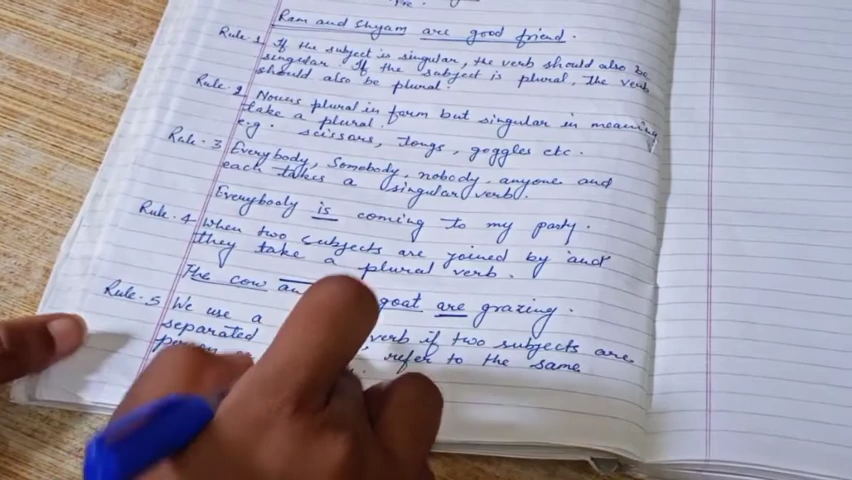 Pre.
Ram and Shyam are good friend.
Rule. 1 If the subject is singular, the verb should also be
singular If the subject is plural, the verb
should also be plural.
Rule. 2 Nouns plural in form but singular in meaning
take a plural.
e.g. scissors, tongs, goggles etc.
Rule. 3 Everybody, Somebody, nobody, anyone and
each takes a singular verb.
Everybody is coming to my party.
Rule. 4 When two subjects are joined by 'and'
they take a plural verb.
The cow goat are grazing.
Rule. 5 We use a verb if two subjects are
separated refer to the same